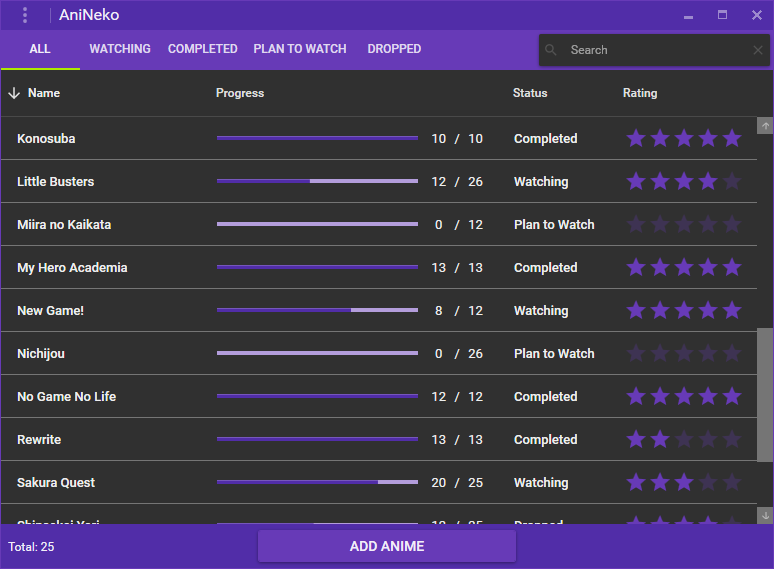 AniNeko
ALL WATCHING COMPLETED PLAN TO WATCH DROPPED Search
Name Progress Status Rating
Konosuba 10 / 10 Completed
Little Busters 12 / 26 Watching
Miira no Kaikata 0 / 12 Plan to Watch
My Hero Academia 13 / 13 Completed
New Game! 8 / 12 Watching
Nichijou 0 / 26 Plan to Watch
No Game No Life 12 / 12 Completed
Rewrite 13 / 13 Completed
Sakura Quest 20 / 25 Watching
Dropped
Total: 25 ADD ANIME